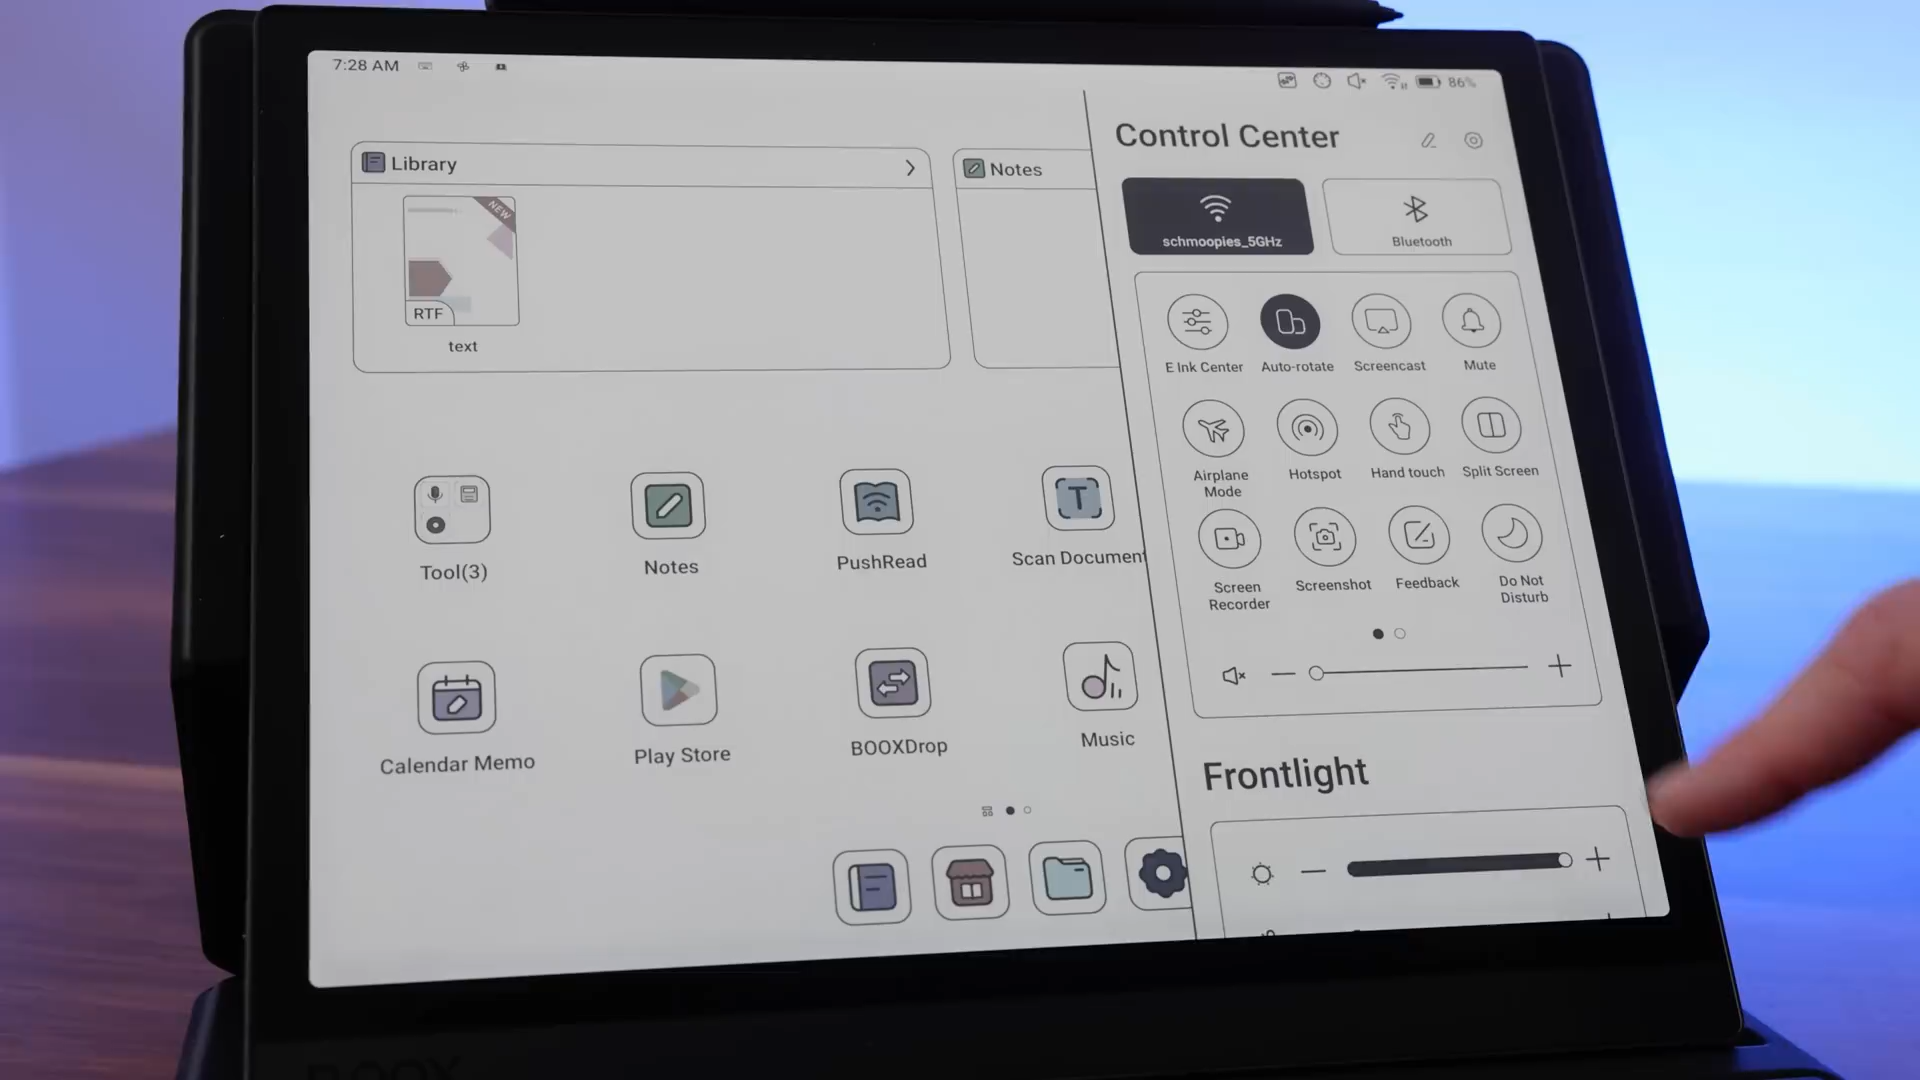 7:28 AM
86%
Library
NEW
RTF
text
Notes
Tool(3)
Notes
PushRead
Scan Document
Calendar Memo
Play Store
BOOXDrop
Music
Control Center
schmoopies_5GHz
Bluetooth
E Ink Center
Auto-rotate
Screencast
Mute
Airplane
Mode
Hotspot
Hand touch
Split Screen
Screen
Recorder
Screenshot
Feedback
Do Not
Disturb
Frontlight
BOOX